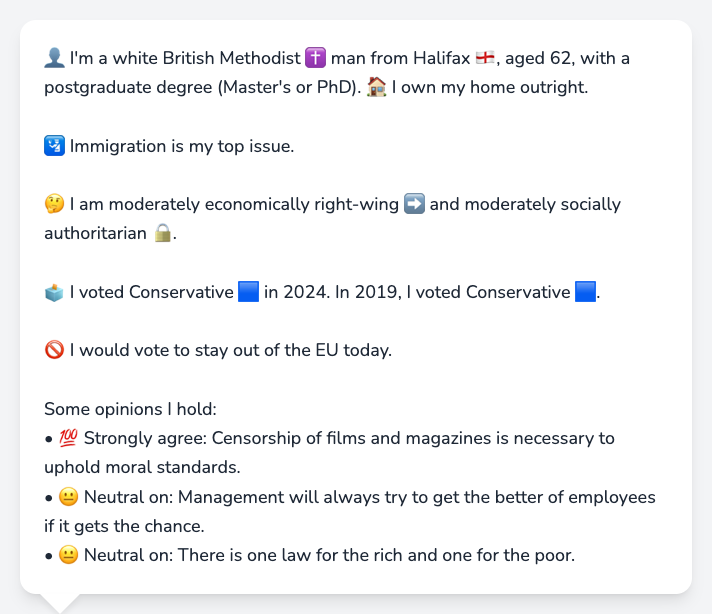 👤 I'm a white British Methodist ✝️ man from Halifax 🏴󠁧󠁢󠁥󠁮󠁧󠁿, aged 62, with a
postgraduate degree (Master's or PhD). 🏠 I own my home outright.
🛂 Immigration is my top issue.
🤔 I am moderately economically right-wing ➡️ and moderately socially
authoritarian 🔒.
🗳️ I voted Conservative 🟦 in 2024. In 2019, I voted Conservative 🟦.
🚫 I would vote to stay out of the EU today.
Some opinions I hold:
• 💯 Strongly agree: Censorship of films and magazines is necessary to
uphold moral standards.
• 😐 Neutral on: Management will always try to get the better of employees
if it gets the chance.
• 😐 Neutral on: There is one law for the rich and one for the poor.